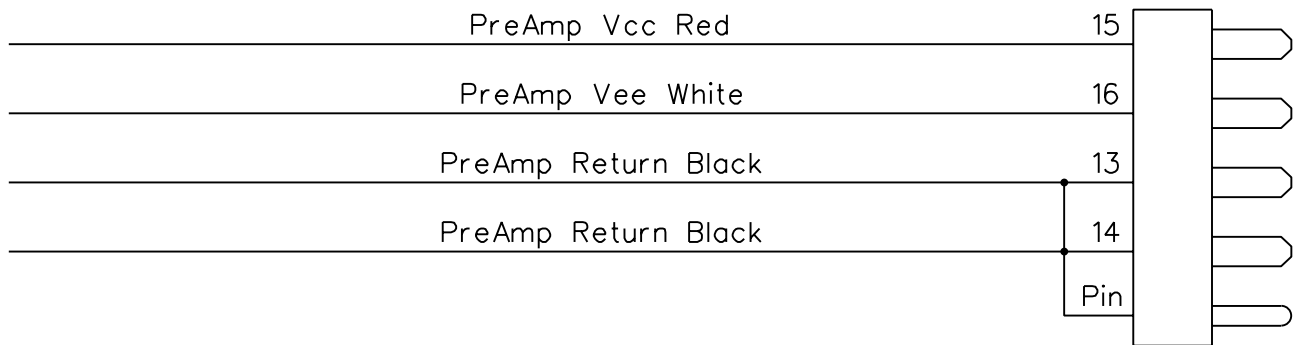 PreAmp Vcc Red 15
PreAmp Vee White 16
PreAmp Return Black 13
PreAmp Return Black 14
Pin